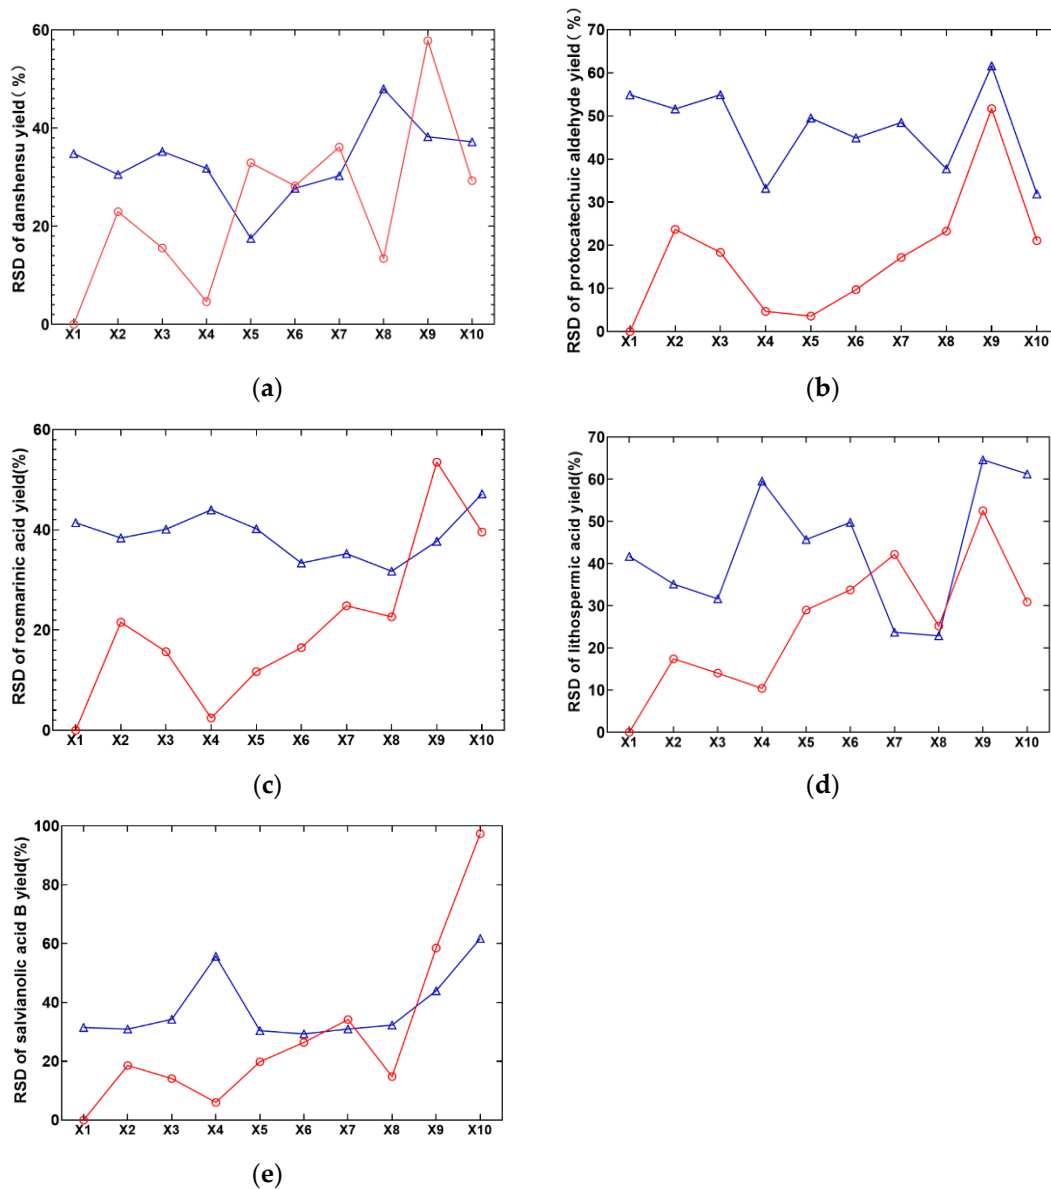 RSD of danshensu yield( %)
60
40
20
0
X1 X2 X3 X4 X5 X6 X7 X8 X9 X10
(a)
RSD of protocatechuic aldehyde yield( %)
70
60
50
40
30
20
10
0
X1 X2 X3 X4 X5 X6 X7 X8 X9 X10
(b)
RSD of rosmarinic acid yield(%)
60
40
20
0
X1 X2 X3 X4 X5 X6 X7 X8 X9 X10
(c)
RSD of lithospermic acid yield(%)
70
60
50
40
30
20
10
0
X1 X2 X3 X4 X5 X6 X7 X8 X9 X10
(d)
RSD of salvianolic acid B yield(%)
100
80
60
40
20
0
X1 X2 X3 X4 X5 X6 X7 X8 X9 X10
(e)